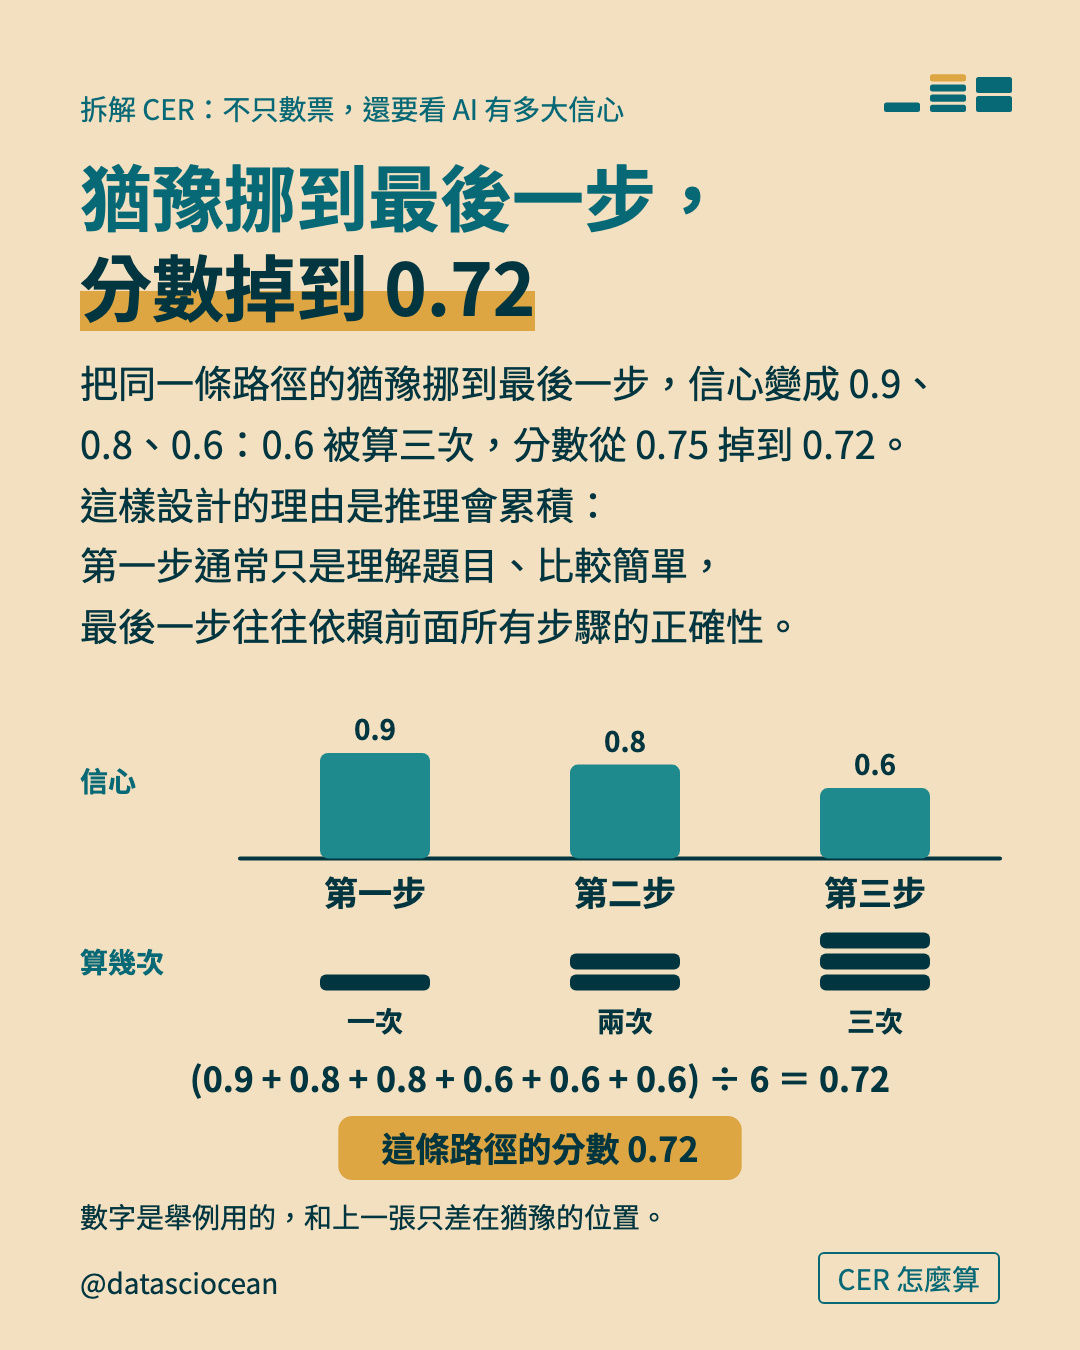 拆解 CER：不只數票，還要看 AI 有多大信心
猶豫挪到最後一步，
分數掉到 0.72
把同一條路徑的猶豫挪到最後一步，信心變成 0.9、
0.8、0.6：0.6 被算三次，分數從 0.75 掉到 0.72。
這樣設計的理由是推理會累積：
第一步通常只是理解題目、比較簡單，
最後一步往往依賴前面所有步驟的正確性。
0.9
0.8
0.6
信心
第一步
第二步
第三步
算幾次
一次
兩次
三次
(0.9 + 0.8 + 0.8 + 0.6 + 0.6 + 0.6) ÷ 6 ＝ 0.72
這條路徑的分數 0.72
數字是舉例用的，和上一張只差在猶豫的位置。
@datasciocean
CER 怎麼算